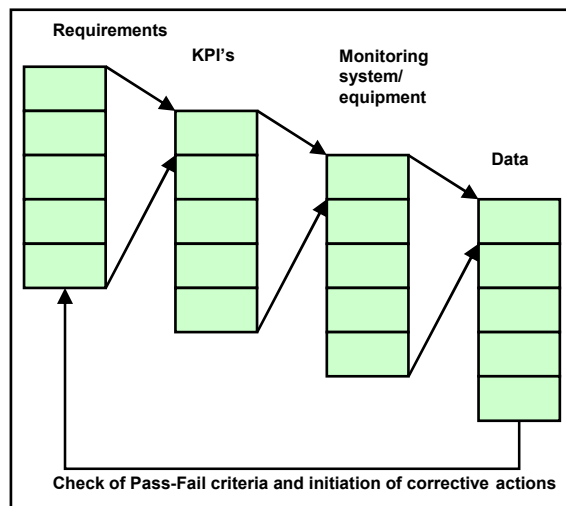 Requirements
KPI's
Monitoring
system/
equipment
Data
Check of Pass-Fail criteria and initiation of corrective actions